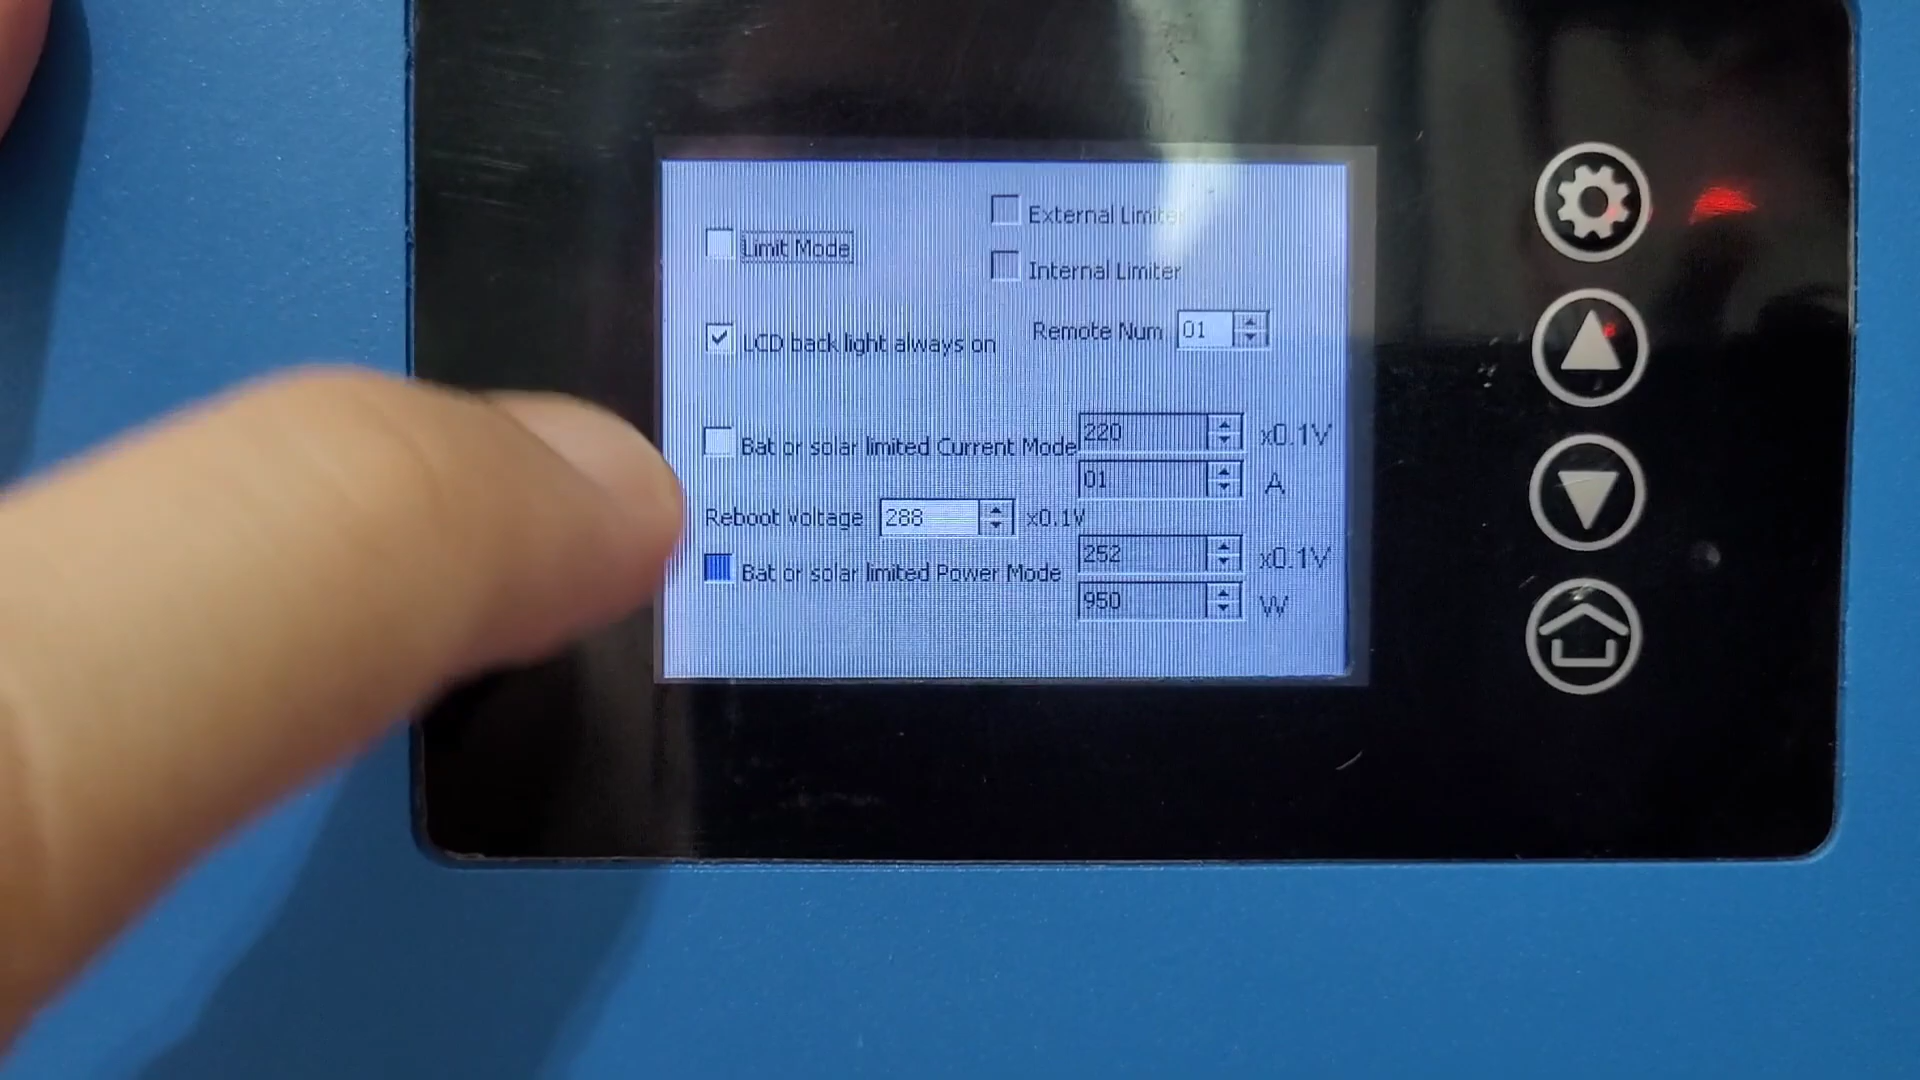 External Limiter
Limit Mode
Internal Limiter
LCD back light always on
Remote Num 01
Bat or solar limited Current Mode 220 x0.1V
01 A
Reboot Voltage 288 x0.1V
Bat or solar limited Power Mode 252 x0.1V
950 W